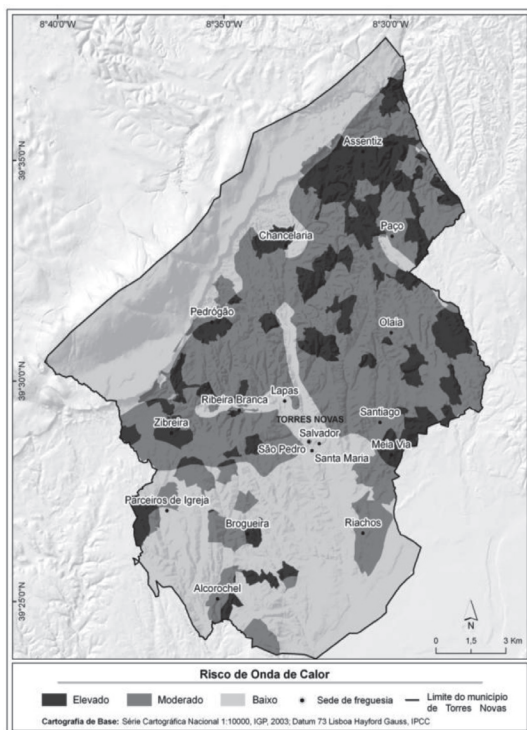 8°40'0"W
8°35'0"W
8°30'0"W
39°35'0"N
Assentiz
Paço
Chancelaria
Pedrógão
Olaia
39°30'0"N
Lapas
Ribeira Branca
TORRES NOVAS
Santiago
Zibreira
Salvador
Meia Via
São Pedro
Santa Maria
Parceiros de Igreja
Brogueira
Riachos
39°25'0"N
Alcorochel
N
0 1,5 3 Km
Risco de Onda de Calor
Elevado Moderado Baixo Sede de freguesia Limite do município
de Torres Novas
Cartografia de Base: Série Cartográfica Nacional 1:10000, IGP, 2003; Datum 73 Lisboa Hayford Gauss, IPCC